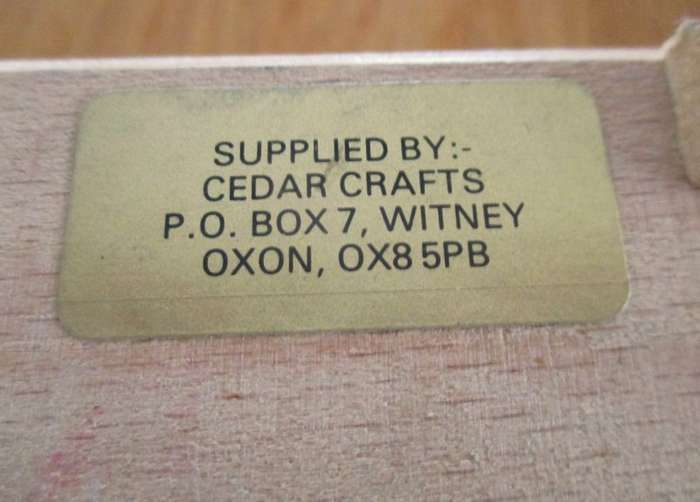 SUPPLIED BY:-
CEDAR CRAFTS
P.O. BOX 7, WITNEY
OXON, OX8 5PB